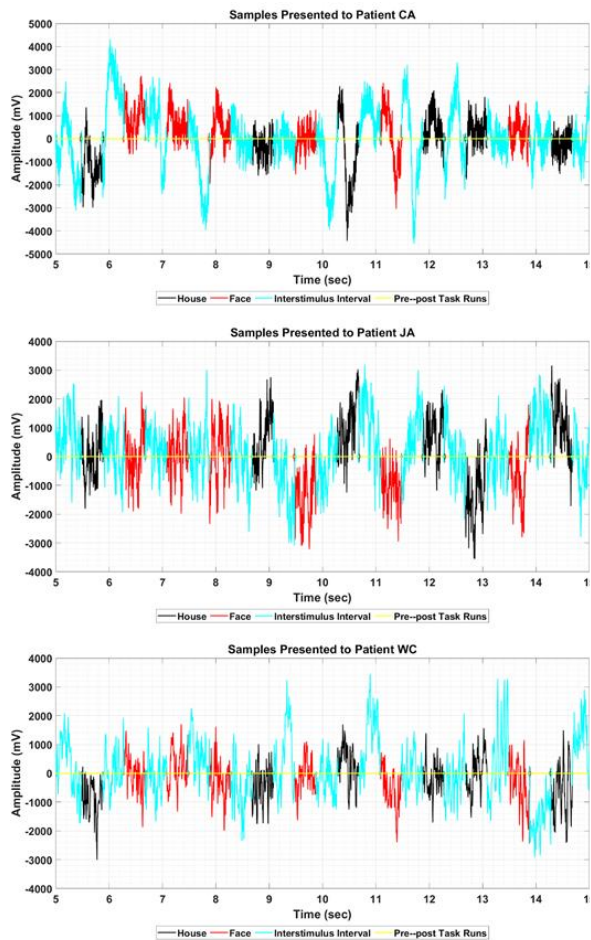 Samples Presented to Patient CA
5000
4000
3000
2000
1000
0
-1000
-2000
-3000
-4000
-5000
Amplitude (mV)
5 6 7 8 9 10 11 12 13 14 15
Time (sec)
House Face Interstimulus Interval Pre-post Task Runs
Samples Presented to Patient JA
4000
3000
2000
1000
0
-1000
-2000
-3000
-4000
Amplitude (mV)
5 6 7 8 9 10 11 12 13 14 15
Time (sec)
House Face Interstimulus Interval Pre--post Task Runs
Samples Presented to Patient WC
4000
3000
2000
1000
0
-1000
-2000
-3000
-4000
Amplitude (mV)
5 6 7 8 9 10 11 12 13 14 15
Time (sec)
House Face Interstimulus Interval Pre--post Task Runs